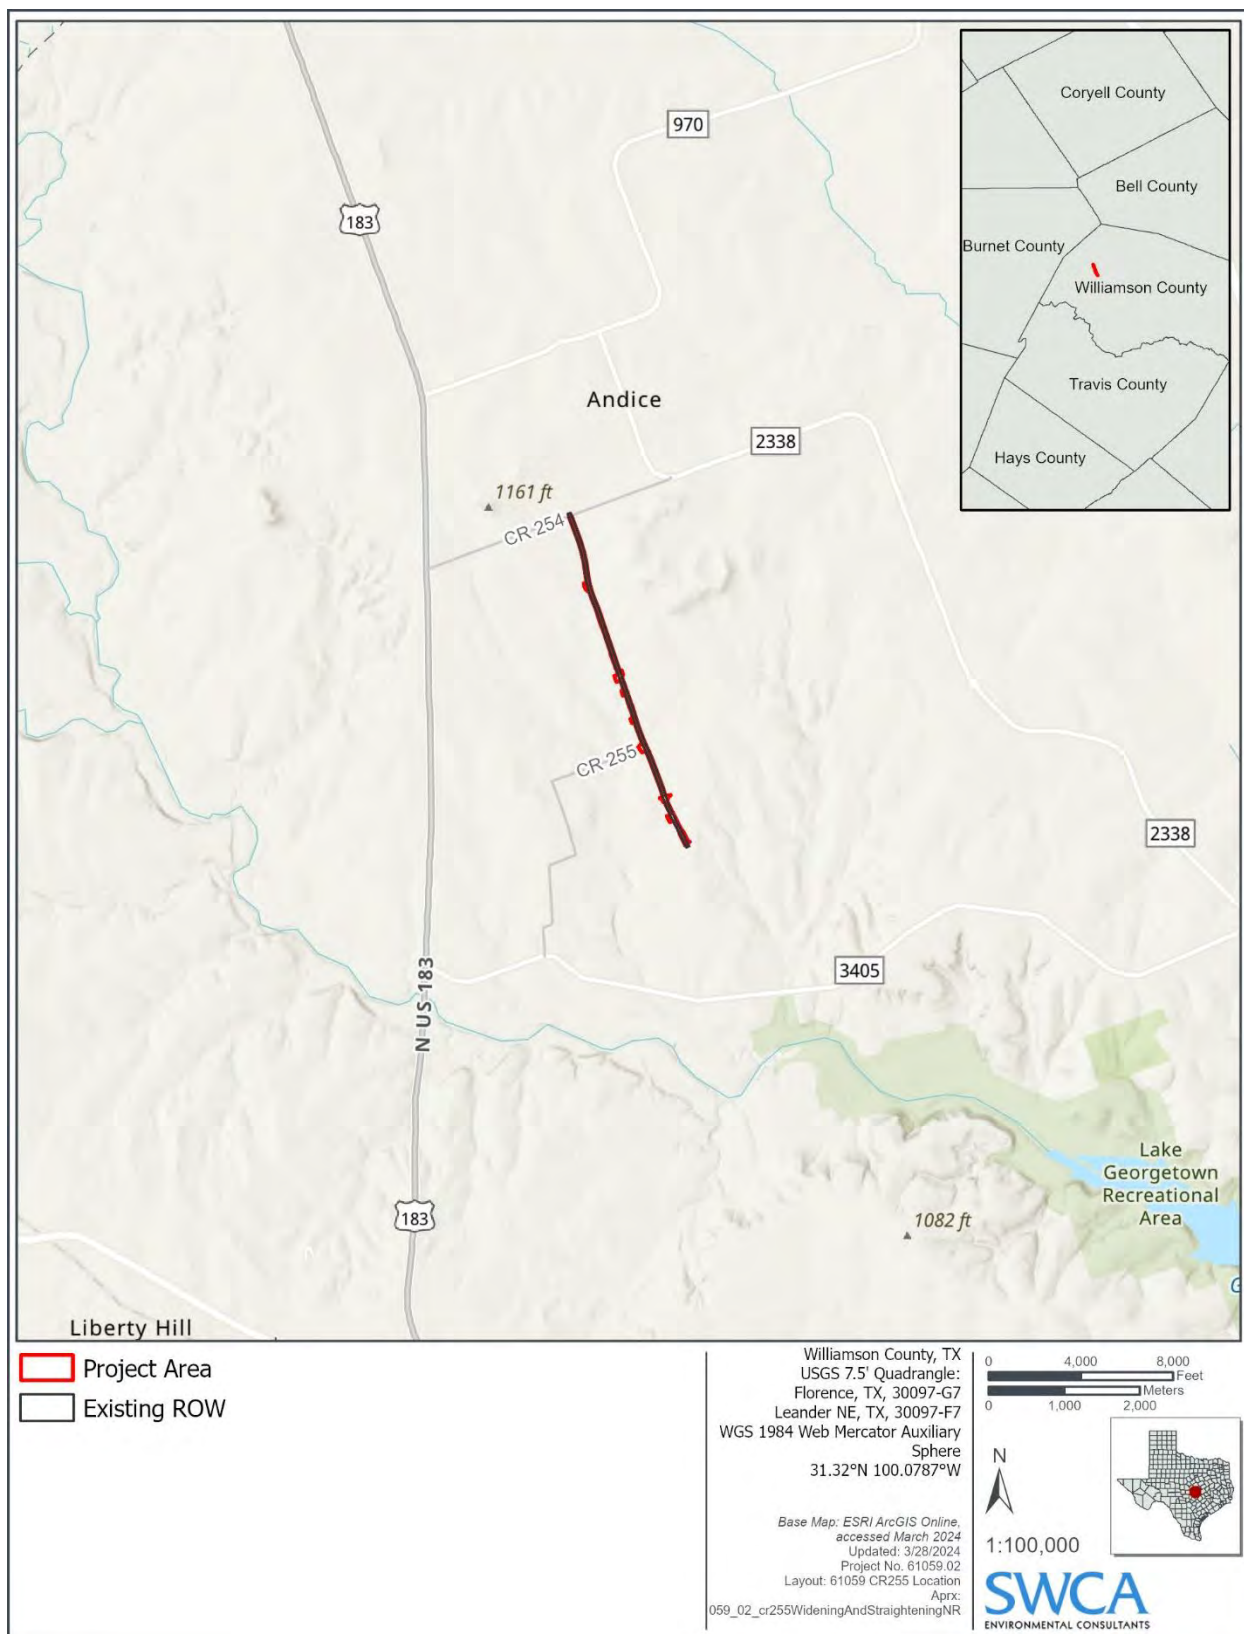 970
183
Andice
2338
1161 ft
CR 254
CR 255
2338
3405
N US 183
Lake
Georgetown
Recreational
Area
1082 ft
183
G
Liberty Hill
Coryell County
Bell County
Burnet County
Williamson County
Travis County
Hays County
Project Area
Existing ROW
Williamson County, TX
USGS 7.5' Quadrangle:
Florence, TX, 30097-G7
Leander NE, TX, 30097-F7
WGS 1984 Web Mercator Auxiliary
Sphere
31.32°N 100.0787°W
Base Map: ESRI ArcGIS Online,
accessed March 2024
Updated: 3/28/2024
Project No. 61059.02
Layout: 61059 CR255 Location
Aprx:
059_02_cr255WideningAndStraighteningNR
0 4,000 8,000
Feet
Meters
0 1,000 2,000
N
1:100,000
SWCA
ENVIRONMENTAL CONSULTANTS